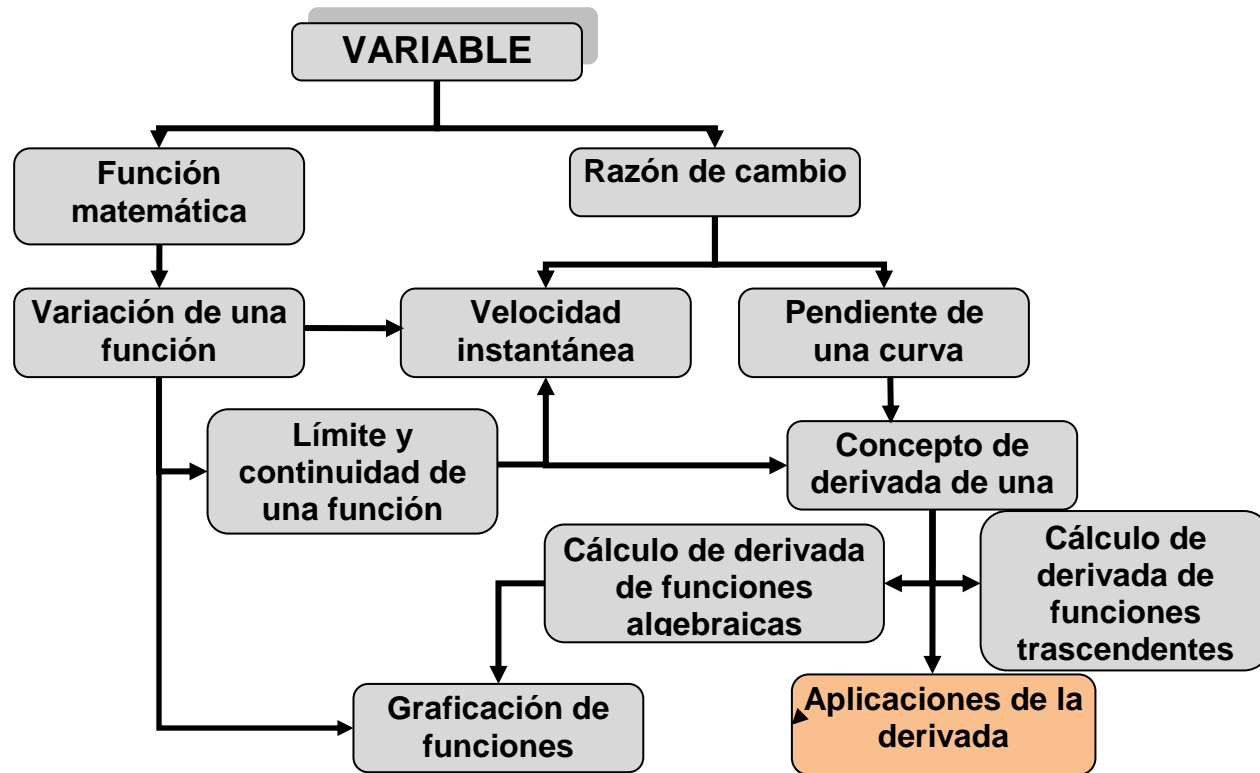 VARIABLE
Función
matemática
Razón de cambio
Variación de una
función
Velocidad
instantánea
Pendiente de
una curva
Límite y
continuidad de
una función
Concepto de
derivada de una
Cálculo de derivada
de funciones
algebraicas
Cálculo de
derivada de
funciones
trascendentes
Graficación de
funciones
Aplicaciones de la
derivada